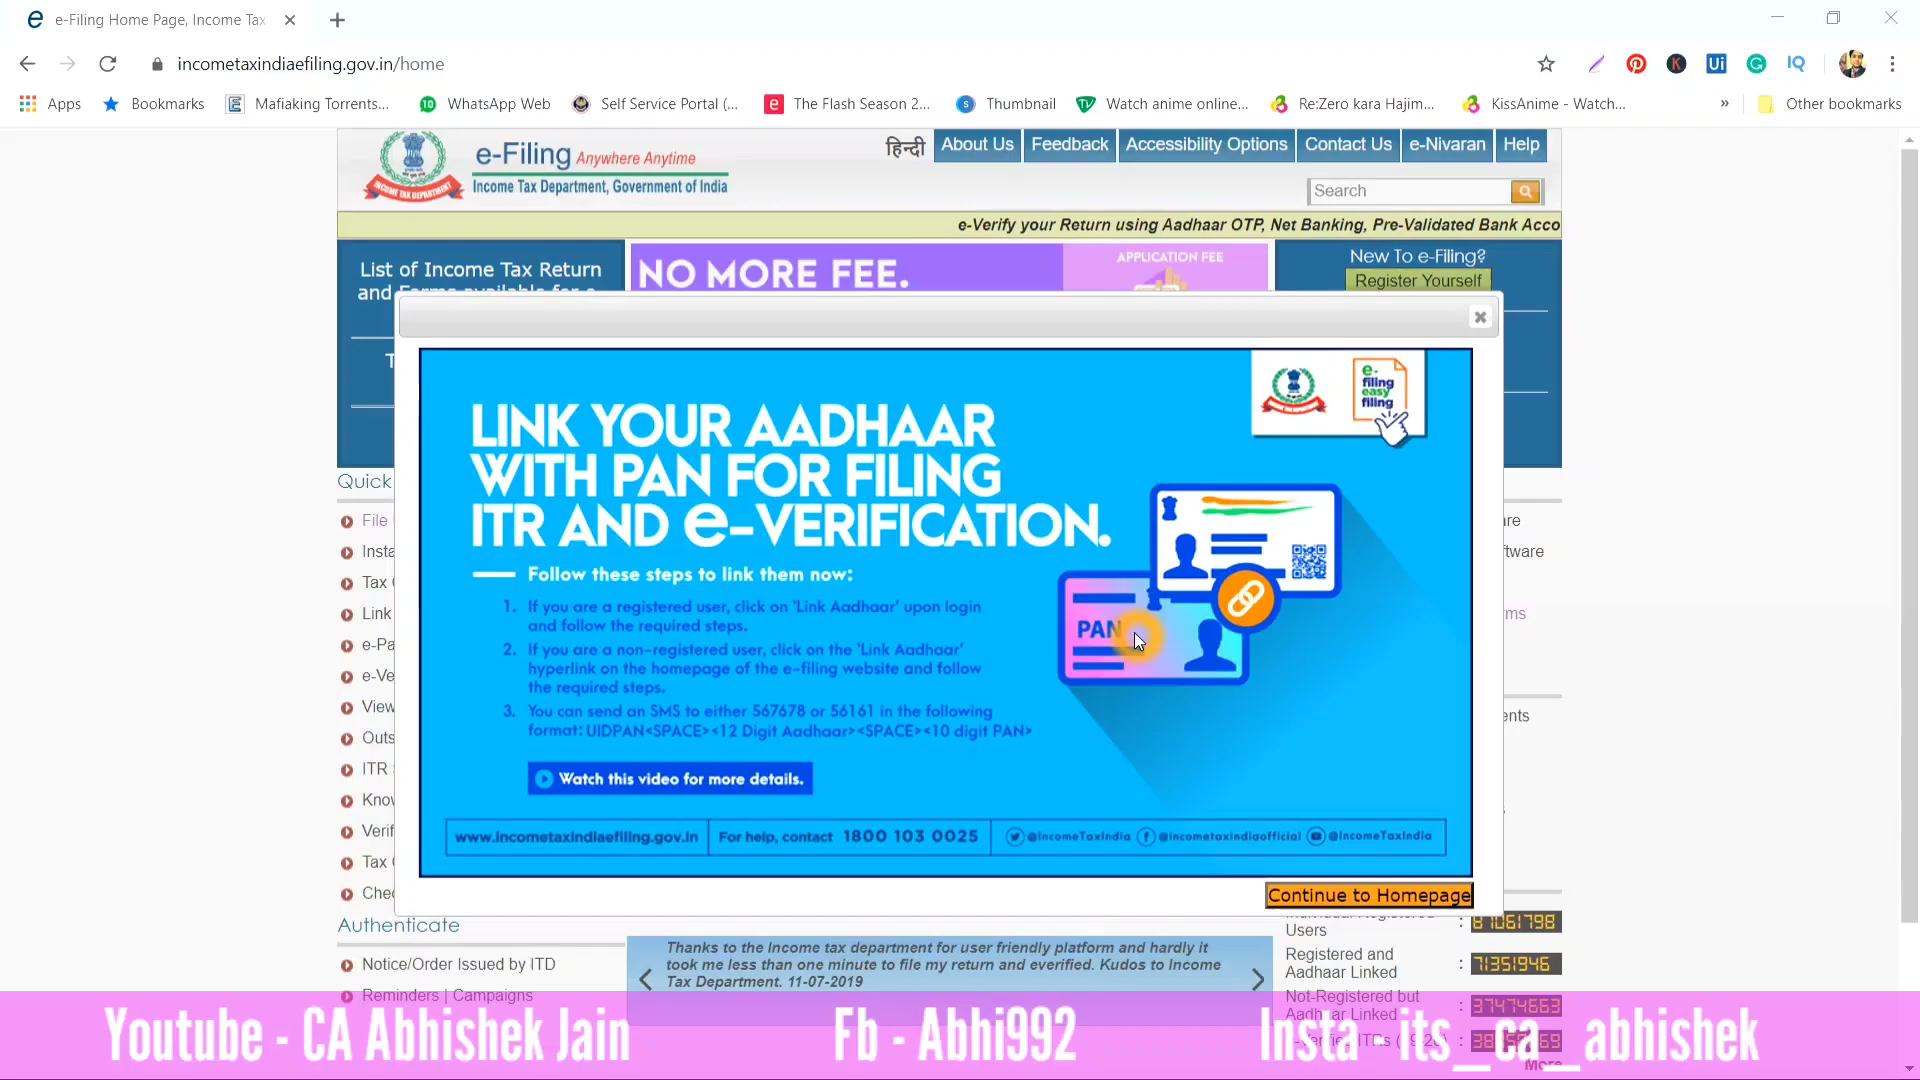 e-Filing Home Page, Income Tax
incometaxindiaefiling.gov.in/home
Apps
Bookmarks
Mafiaking Torrents...
WhatsApp Web
Self Service Portal (...
The Flash Season 2...
Thumbnail
Watch anime online...
Re:Zero kara Hajim...
KissAnime - Watch...
»
Other bookmarks
e-Filing Anywhere Anytime
Income Tax Department, Government of India
हिन्दी
About Us
Feedback
Accessibility Options
Contact Us
e-Nivaran
Help
Search
e-Verify your Return using Aadhaar OTP, Net Banking, Pre-Validated Bank Acco
List of Income Tax Return
NO MORE FEE.
APPLICATION FEE
New To e-Filing?
Register Yourself
LINK YOUR AADHAAR
WITH PAN FOR FILING
ITR AND e-VERIFICATION.
e-
filing
easy
filing
Follow these steps to link them now:
1. If you are a registered user, click on 'Link Aadhaar' upon login
and follow the required steps.
2. If you are a non-registered user, click on the 'Link Aadhaar'
hyperlink on the homepage of the e-filing website and follow
the required steps.
3. You can send an SMS to either 567678 or 56161 in the following
format: UIDPAN<SPACE><12 Digit Aadhaar><SPACE><10 digit PAN>
PAN
Watch this video for more details.
www.incometaxindiaefiling.gov.in
For help, contact 1800 103 0025
@IncomeTaxIndia
@incometaxindiaofficial
@IncomeTaxIndia
Continue to Homepage
Quick
File
Insta
Tax
Link
e-Pa
e-Ve
View
Outs
ITR
Know
Verif
Tax
Chec
Authenticate
Notice/Order Issued by ITD
Reminders | Campaigns
Thanks to the Income tax department for user friendly platform and hardly it
took me less than one minute to file my return and everified. Kudos to Income
Tax Department. 11-07-2019
Users
Registered and
Aadhaar Linked : 71351946
Not-Registered but
: 37474663
More
Youtube - CA Abhishek Jain
Fb - Abhi992
Insta - its_ca_abhishek